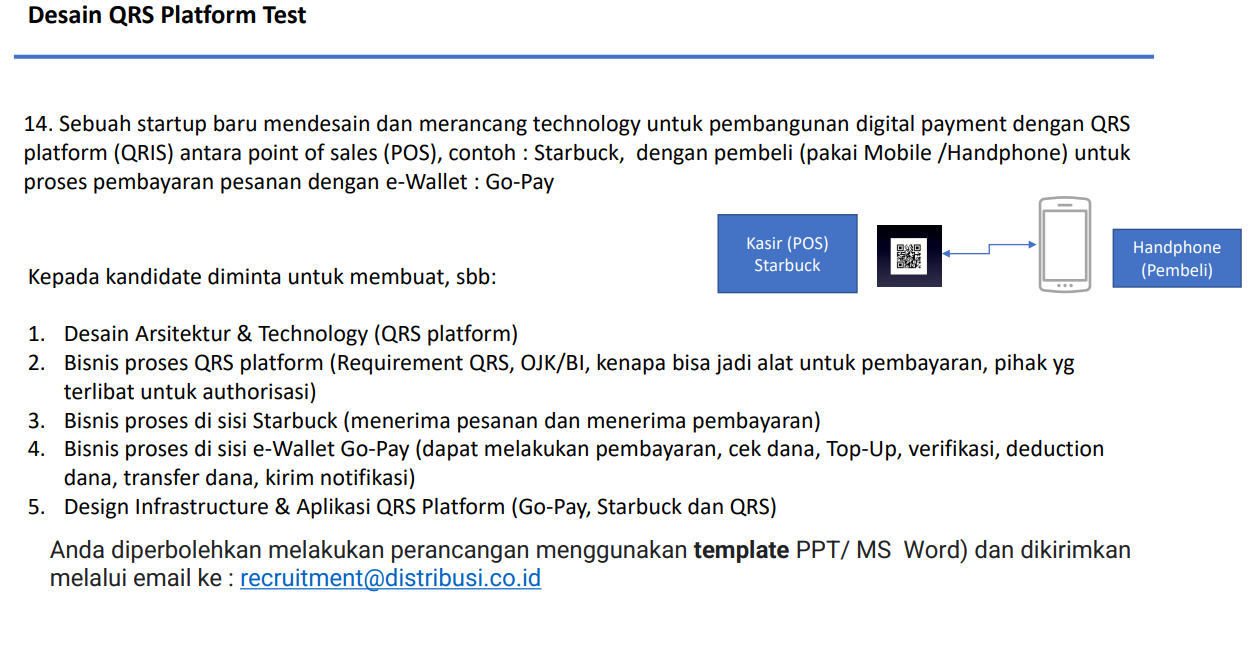 Desain QRS Platform Test
14. Sebuah startup baru mendesain dan merancang technology untuk pembangunan digital payment dengan QRS
platform (QRIS) antara point of sales (POS), contoh : Starbuck,  dengan pembeli (pakai Mobile /Handphone) untuk
proses pembayaran pesanan dengan e-Wallet : Go-Pay
Kasir (POS)
Starbuck
Handphone
(Pembeli)
Kepada kandidate diminta untuk membuat, sbb:
1. Desain Arsitektur & Technology (QRS platform)
2. Bisnis proses QRS platform (Requirement QRS, OJK/BI, kenapa bisa jadi alat untuk pembayaran, pihak yg
terlibat untuk authorisasi)
3. Bisnis proses di sisi Starbuck (menerima pesanan dan menerima pembayaran)
4. Bisnis proses di sisi e-Wallet Go-Pay (dapat melakukan pembayaran, cek dana, Top-Up, verifikasi, deduction
dana, transfer dana, kirim notifikasi)
5. Design Infrastructure & Aplikasi QRS Platform (Go-Pay, Starbuck dan QRS)
Anda diperbolehkan melakukan perancangan menggunakan template PPT/ MS  Word) dan dikirimkan
melalui email ke : recruitment@distribusi.co.id